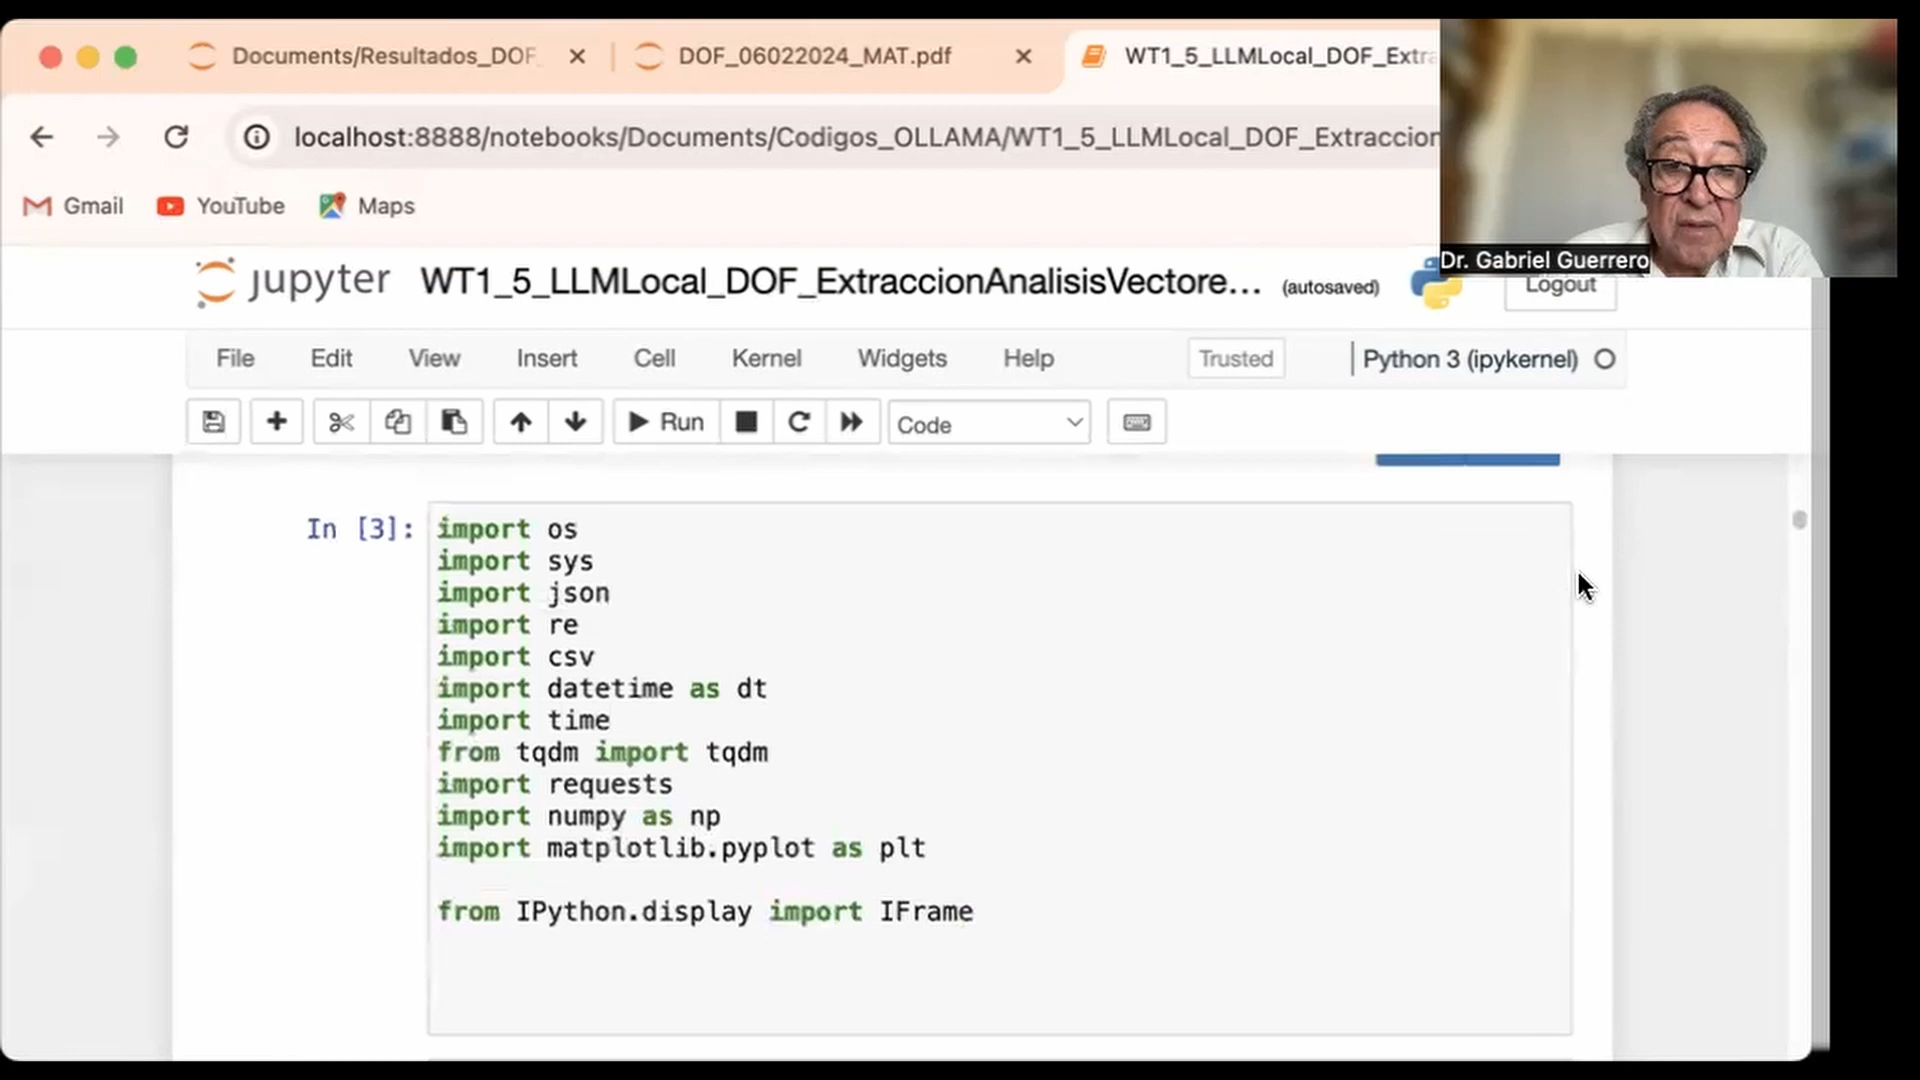 Documents/Resultados_DOF_
DOF_06022024_MAT.pdf
WT1_5_LLMLocal_DOF_Extra
localhost:8888/notebooks/Documents/Codigos_OLLAMA/WT1_5_LLMLocal_DOF_Extraccion
Gmail
YouTube
Maps
Dr. Gabriel Guerrero
jupyter
WT1_5_LLMLocal_DOF_ExtraccionAnalisisVectore...
(autosaved)
Logout
File
Edit
View
Insert
Cell
Kernel
Widgets
Help
Trusted
Python 3 (ipykernel)
Run
Code
In [3]:
import os
import sys
import json
import re
import csv
import datetime as dt
import time
from tqdm import tqdm
import requests
import numpy as np
import matplotlib.pyplot as plt
from IPython.display import IFrame